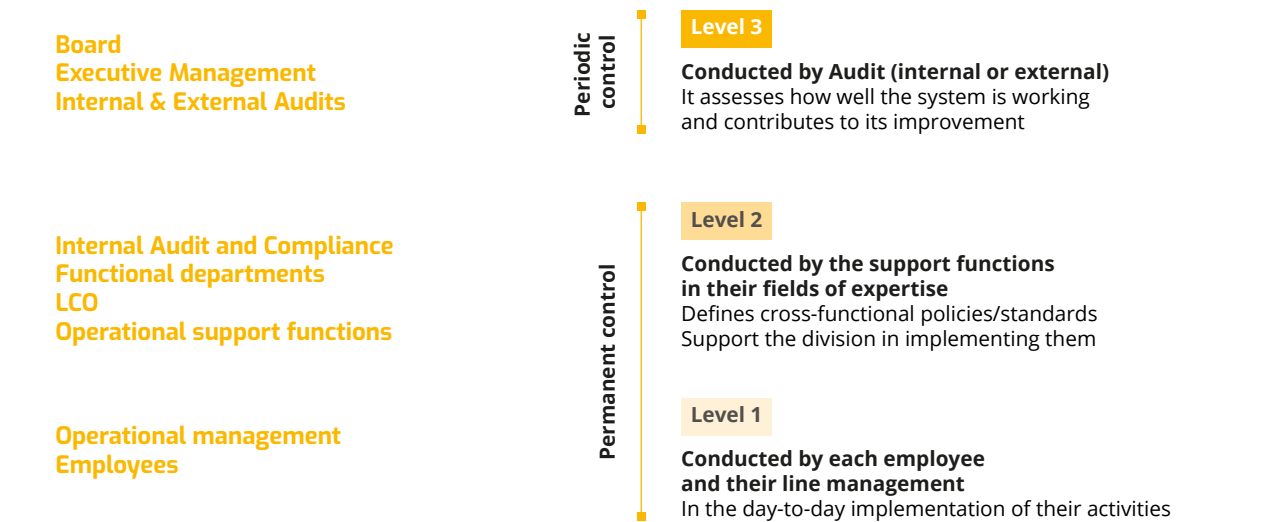 Board
Executive Management
Internal & External Audits
Periodic
control
Level 3
Conducted by Audit (internal or external)
It assesses how well the system is working
and contributes to its improvement
Internal Audit and Compliance
Functional departments
LCO
Operational support functions
Permanent control
Level 2
Conducted by the support functions
in their fields of expertise
Defines cross-functional policies/standards
Support the division in implementing them
Operational management
Employees
Level 1
Conducted by each employee
and their line management
In the day-to-day implementation of their activities